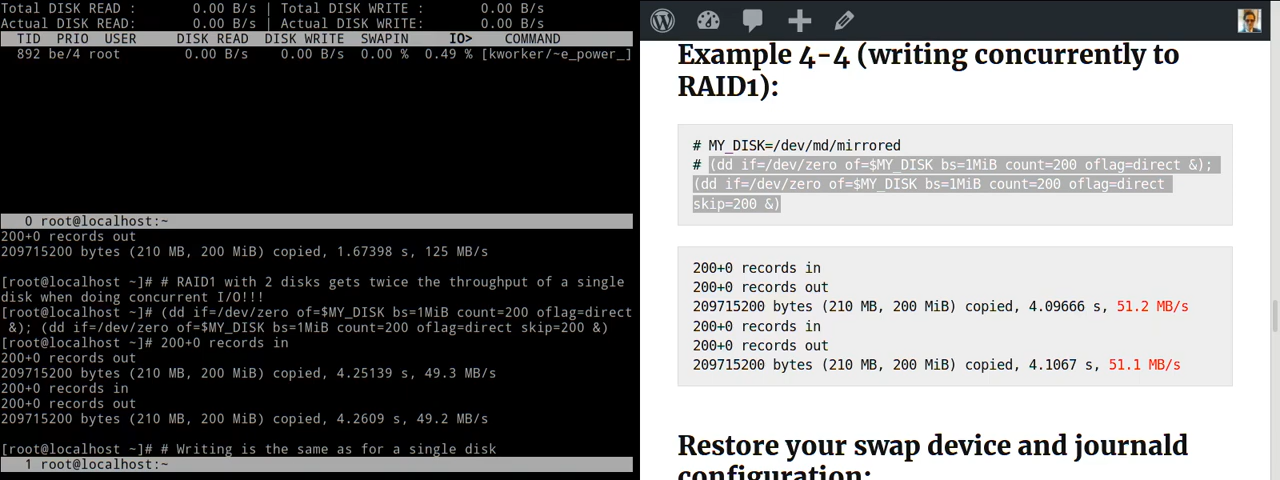 Total DISK READ :       0.00 B/s | Total DISK WRITE :       0.00 B/s
Actual DISK READ:       0.00 B/s | Actual DISK WRITE:       0.00 B/s
TID  PRIO  USER     DISK READ  DISK WRITE  SWAPIN     IO>    COMMAND
892 be/4 root        0.00 B/s    0.00 B/s  0.00 %  0.49 % [kworker/~e_power_]
0 root@localhost:~
200+0 records out
209715200 bytes (210 MB, 200 MiB) copied, 1.67398 s, 125 MB/s
[root@localhost ~]# # RAID1 with 2 disks gets twice the throughput of a single
disk when doing concurrent I/O!!!
[root@localhost ~]# (dd if=/dev/zero of=$MY_DISK bs=1MiB count=200 oflag=direct
&); (dd if=/dev/zero of=$MY_DISK bs=1MiB count=200 oflag=direct skip=200 &)
[root@localhost ~]# 200+0 records in
200+0 records out
209715200 bytes (210 MB, 200 MiB) copied, 4.25139 s, 49.3 MB/s
200+0 records in
200+0 records out
209715200 bytes (210 MB, 200 MiB) copied, 4.2609 s, 49.2 MB/s
[root@localhost ~]# # Writing is the same as for a single disk
1 root@localhost:~
Example 4-4 (writing concurrently to
RAID1):
# MY_DISK=/dev/md/mirrored
# (dd if=/dev/zero of=$MY_DISK bs=1MiB count=200 oflag=direct &);
(dd if=/dev/zero of=$MY_DISK bs=1MiB count=200 oflag=direct
skip=200 &)
200+0 records in
200+0 records out
209715200 bytes (210 MB, 200 MiB) copied, 4.09666 s, 51.2 MB/s
200+0 records in
200+0 records out
209715200 bytes (210 MB, 200 MiB) copied, 4.1067 s, 51.1 MB/s
Restore your swap device and journald
configuration: